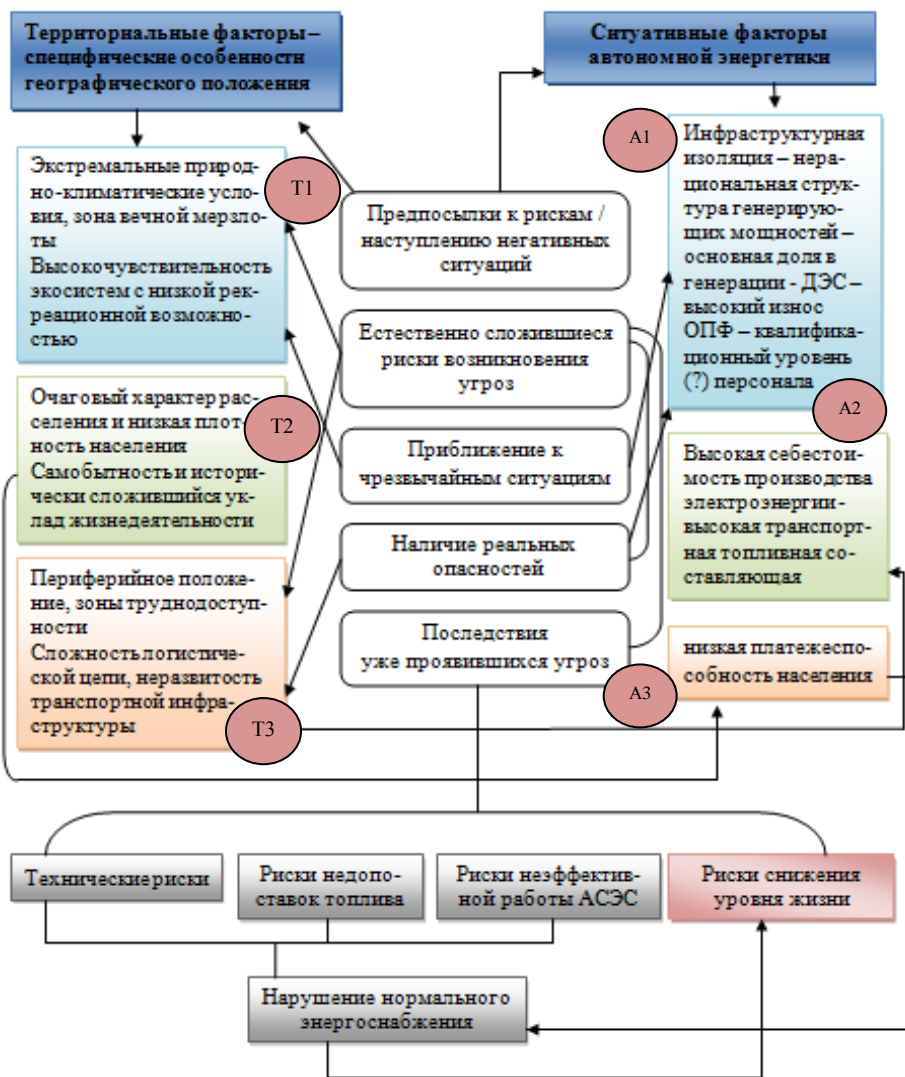 Территориальные факторы –
специфические особенности
географического положения
Ситуативные факторы
автономной энергетики
Т1
Экстремальные природ-
но-климатические усло-
вия, зона вечной мерзло-
ты
Высокочувствительность
экосистем с низкой рек-
реационной возможно-
стью
Т2
Очаговый характер рас-
селения и низкая плот-
ность населения
Самобытность и истори-
чески сложившийся ук-
лад жизнедеятельности
Периферийное положе-
ние, зоны труднодоступ-
ности
Сложность логистиче-
ской цепи, неразвитость
транспортной инфра-
структуры
Т3
Предпосылки к рискам /
наступлению негативных
ситуаций
Естественно сложившиеся
риски возникновения
угроз
Приближение к
чрезвычайным ситуациям
Наличие реальных
опасностей
Последствия
уже проявившихся угроз
А1
Инфраструктурная
изоляция – нера-
циональная струк-
тура генерирую-
щих мощностей –
основная доля в
генерации - ДЭС –
высокий износ
ОПФ – квалифика-
ционный уровень
(?) персонала
А2
Высокая себестои-
мость производства
электроэнергии-
высокая транспорт-
ная топливная со-
ставляющая
А3
низкая платежеспо-
собность населения
Технические риски
Риски недопо-
ставок топлива
Риски неэффектив-
ной работы АСЭС
Риски снижения
уровня жизни
Нарушение нормального
энергоснабжения